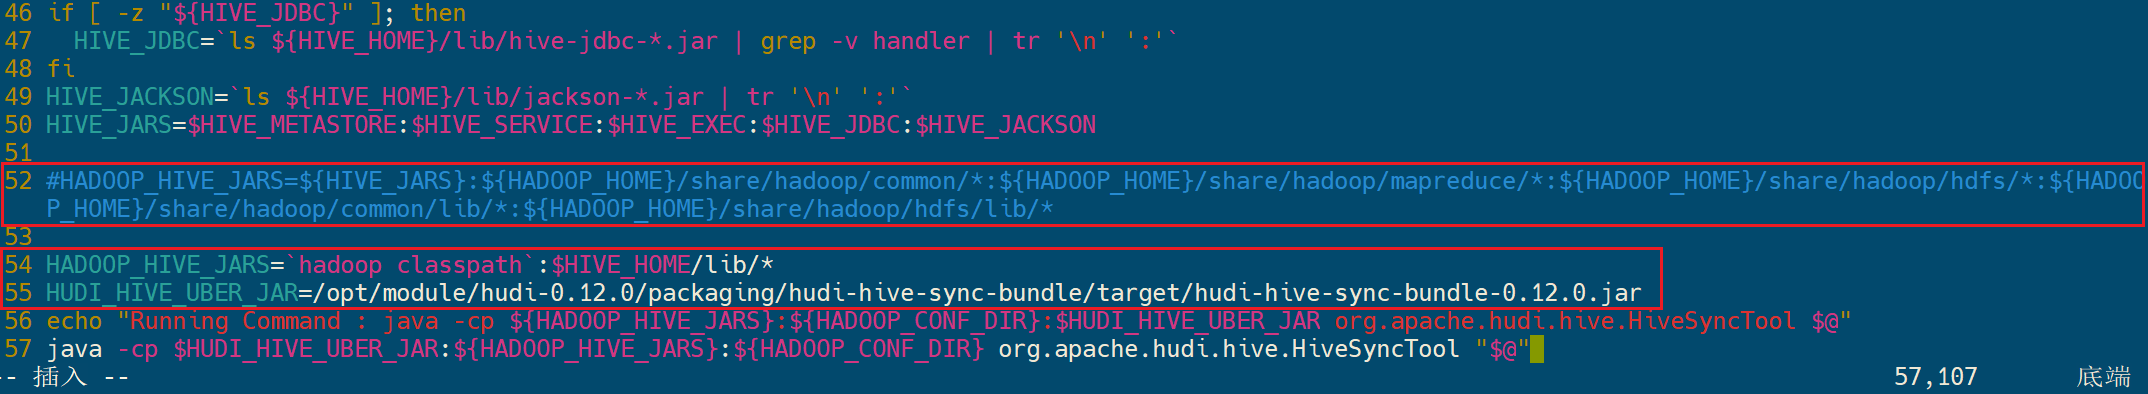 46 if [ -z "${HIVE_JDBC}" ]; then
47   HIVE_JDBC=`ls ${HIVE_HOME}/lib/hive-jdbc-*.jar | grep -v handler | tr '\n' ':'`
48 fi
49 HIVE_JACKSON=`ls ${HIVE_HOME}/lib/jackson-*.jar | tr '\n' ':'`
50 HIVE_JARS=$HIVE_METASTORE:$HIVE_SERVICE:$HIVE_EXEC:$HIVE_JDBC:$HIVE_JACKSON
51
52 #HADOOP_HIVE_JARS=${HIVE_JARS}:${HADOOP_HOME}/share/hadoop/common/*:${HADOOP_HOME}/share/hadoop/mapreduce/*:${HADOOP_HOME}/share/hadoop/hdfs/*:${HADOO
P_HOME}/share/hadoop/common/lib/*:${HADOOP_HOME}/share/hadoop/hdfs/lib/*
53
54 HADOOP_HIVE_JARS=`hadoop classpath`:$HIVE_HOME/lib/*
55 HUDI_HIVE_UBER_JAR=/opt/module/hudi-0.12.0/packaging/hudi-hive-sync-bundle/target/hudi-hive-sync-bundle-0.12.0.jar
56 echo "Running Command : java -cp ${HADOOP_HIVE_JARS}:${HADOOP_CONF_DIR}:$HUDI_HIVE_UBER_JAR org.apache.hudi.hive.HiveSyncTool $@"
57 java -cp $HUDI_HIVE_UBER_JAR:${HADOOP_HIVE_JARS}:${HADOOP_CONF_DIR} org.apache.hudi.hive.HiveSyncTool "$@"
-- 插入 -- 57,107 底端